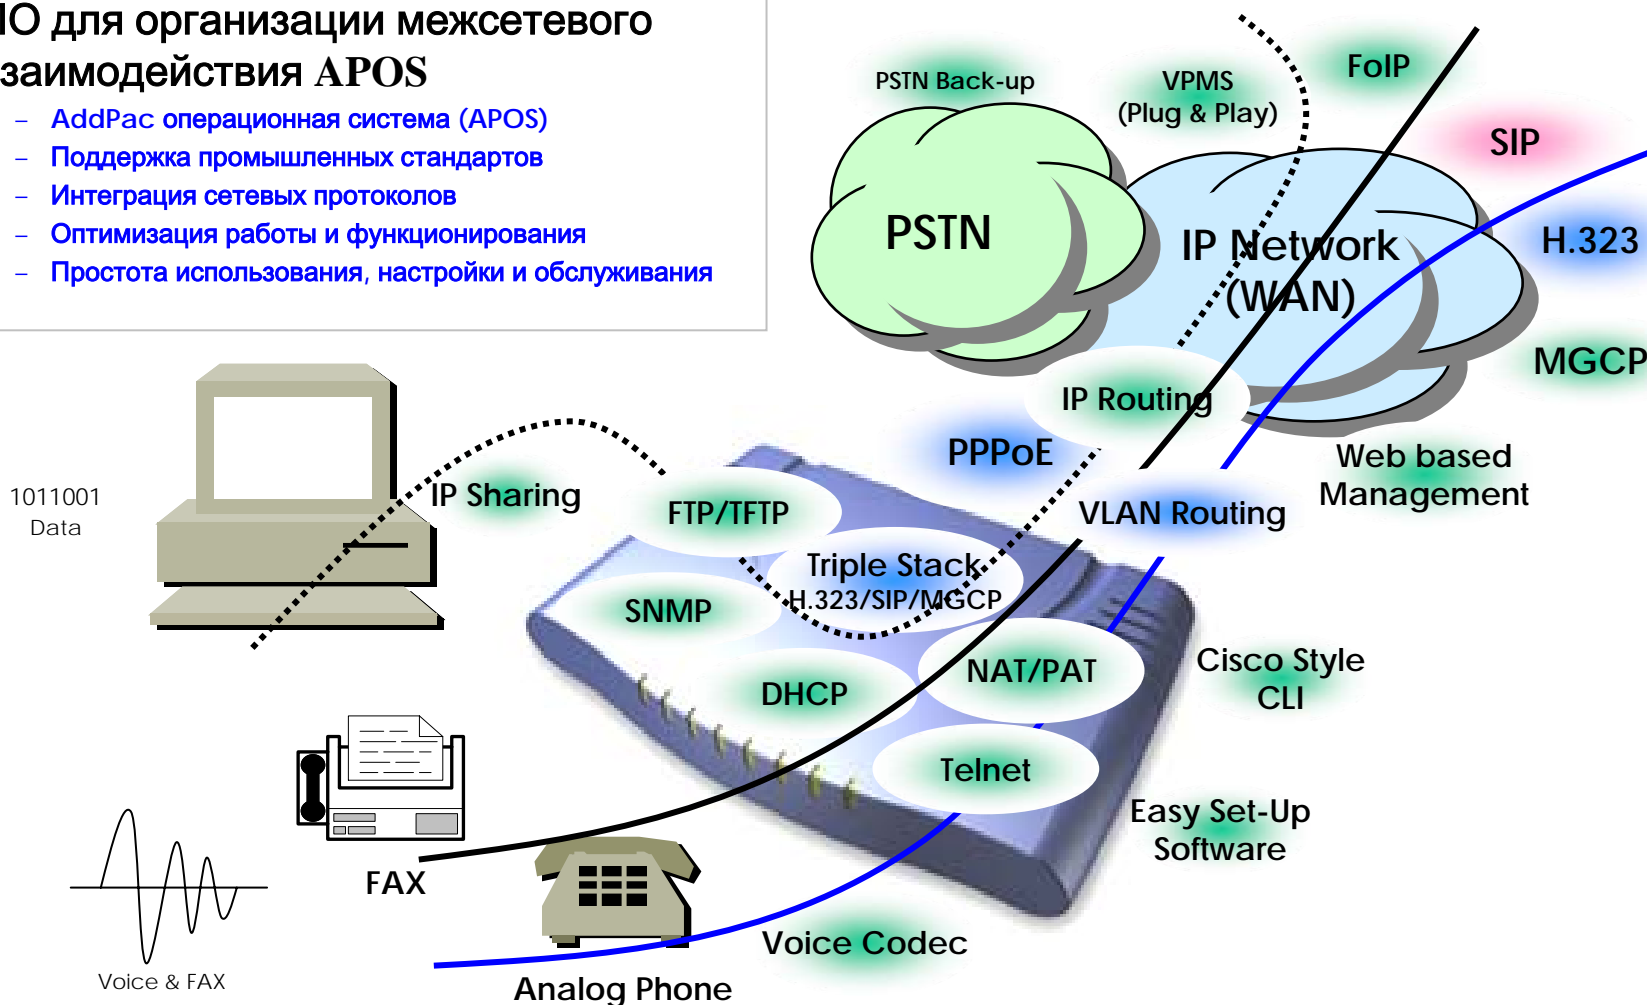 IO для организации межсетевого
заимодействия APOS
– AddPac операционная система (APOS)
– Поддержка промышленных стандартов
– Интеграция сетевых протоколов
– Оптимизация работы и функционирования
– Простота использования, настройки и обслуживания
PSTN Back-up
VPMS
(Plug & Play)
FoIP
SIP
PSTN
IP Network
(WAN)
H.323
MGCP
IP Routing
PPPoE
Web based
Management
1011001
Data
IP Sharing
FTP/TFTP
VLAN Routing
Triple Stack
H.323/SIP/MGCP
SNMP
NAT/PAT
Cisco Style
CLI
DHCP
Telnet
Easy Set-Up
Software
FAX
Voice Codec
Voice & FAX
Analog Phone